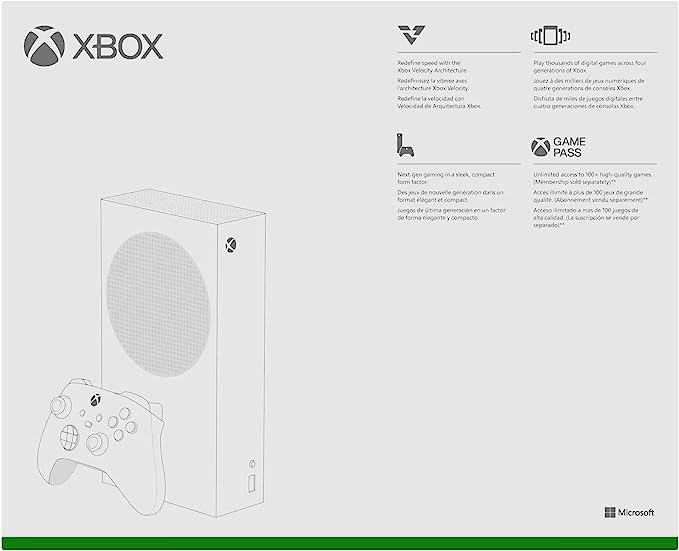 XBOX
Redefine speed with the
Xbox Velocity Architecture.
Redéfinissez la vitesse avec
l'architecture Xbox Velocity.
Redefine la velocidad con
Velocidad de Arquitectura Xbox.
Play thousands of digital games across four
generations of Xbox.
Jouez à des milliers de jeux numériques de
quatre générations de consoles Xbox.
Disfruta de miles de juegos digitales entre
cuatro generaciones de consolas Xbox.
Next-gen gaming in a sleek, compact
form factor.
Des jeux de nouvelle génération dans un
format élégant et compact.
Juegos de última generación en un factor
de forma elegante y compacto.
GAME
PASS
Unlimited access to 100+ high-quality games.
(Membership sold separately)**
Accès illimité à plus de 100 jeux de grande
qualité. (Abonnement vendu séparément)**
Acceso ilimitado a más de 100 juegos de
alta calidad. (La suscripción se vende por
separado)**
Microsoft